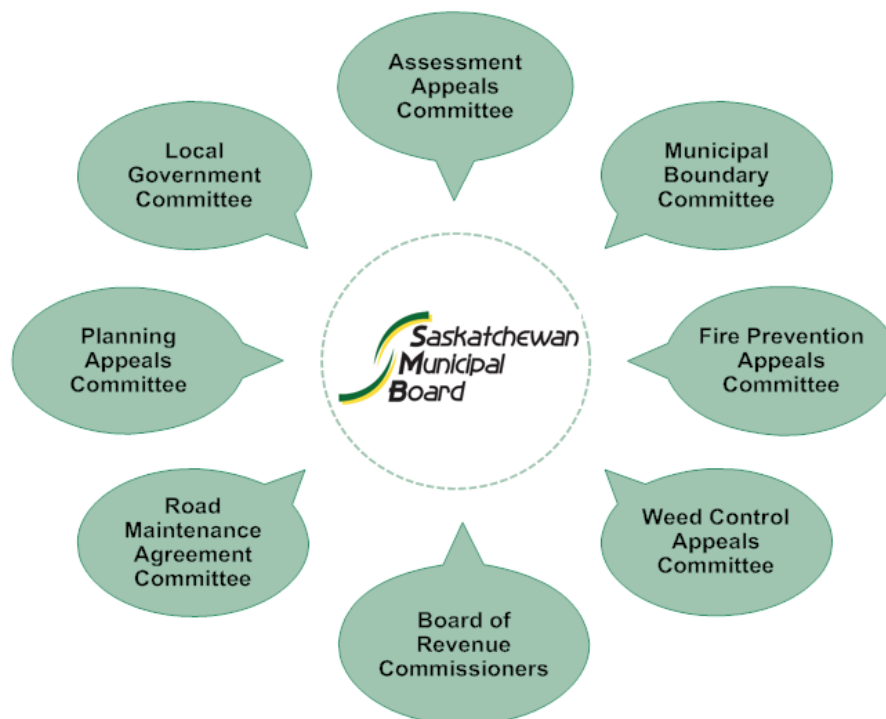 Assessment
Appeals
Committee
Local
Government
Committee
Municipal
Boundary
Committee
Saskatchewan
Municipal
Board
Planning
Appeals
Committee
Fire Prevention
Appeals
Committee
Road
Maintenance
Agreement
Committee
Weed Control
Appeals
Committee
Board of
Revenue
Commissioners